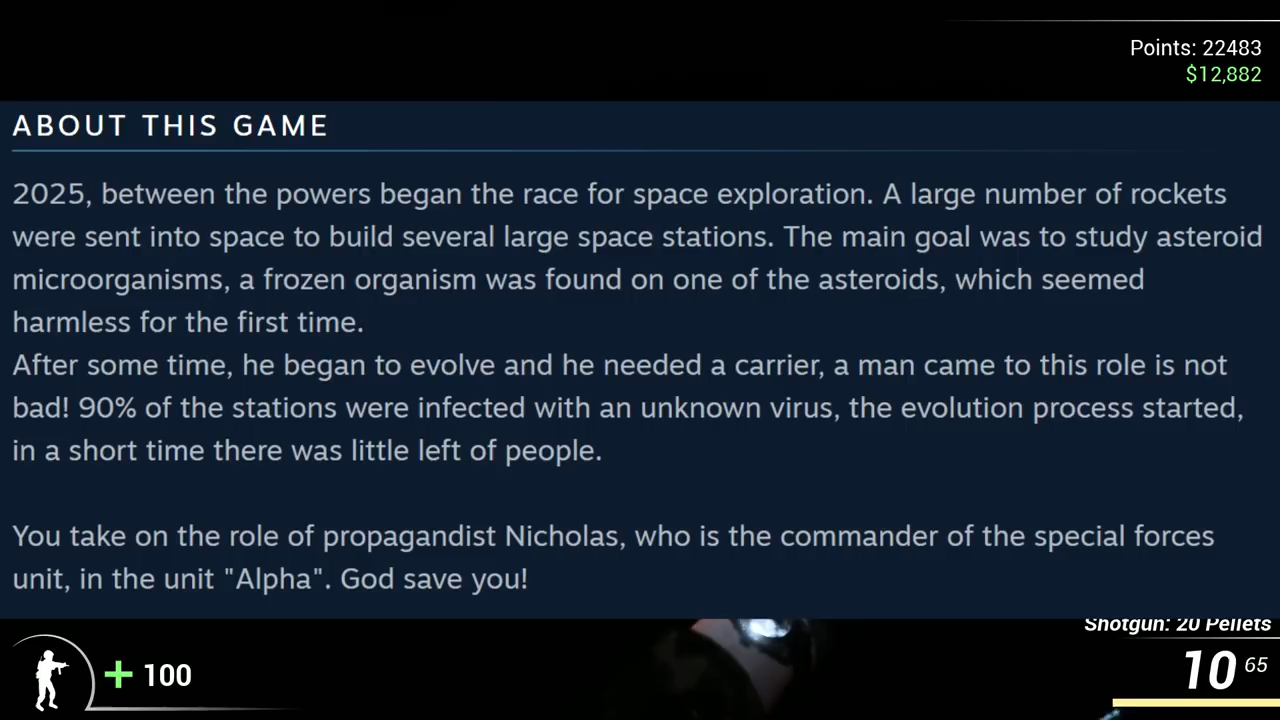 Points: 22483
$12,882
ABOUT THIS GAME
2025, between the powers began the race for space exploration. A large number of rockets
were sent into space to build several large space stations. The main goal was to study asteroid
microorganisms, a frozen organism was found on one of the asteroids, which seemed
harmless for the first time.
After some time, he began to evolve and he needed a carrier, a man came to this role is not
bad! 90% of the stations were infected with an unknown virus, the evolution process started,
in a short time there was little left of people.
You take on the role of propagandist Nicholas, who is the commander of the special forces
unit, in the unit "Alpha". God save you!
Shotgun: 20 Pellets
+ 100
10 65